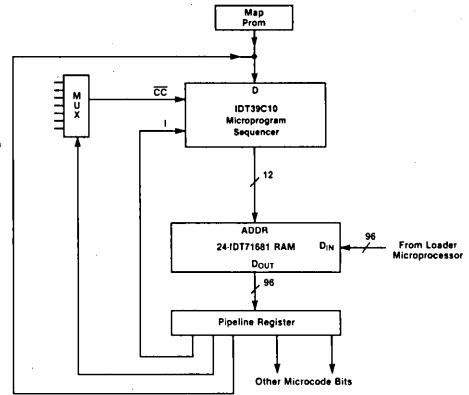 Map
Prom
D
MUX
CC
IDT39C10
Microprogram
Sequencer
I
12
ADDR
24-IDT71681 RAM
DIN
96
From Loader
Microprocessor
DOUT
96
Pipeline Register
Other Microcode Bits